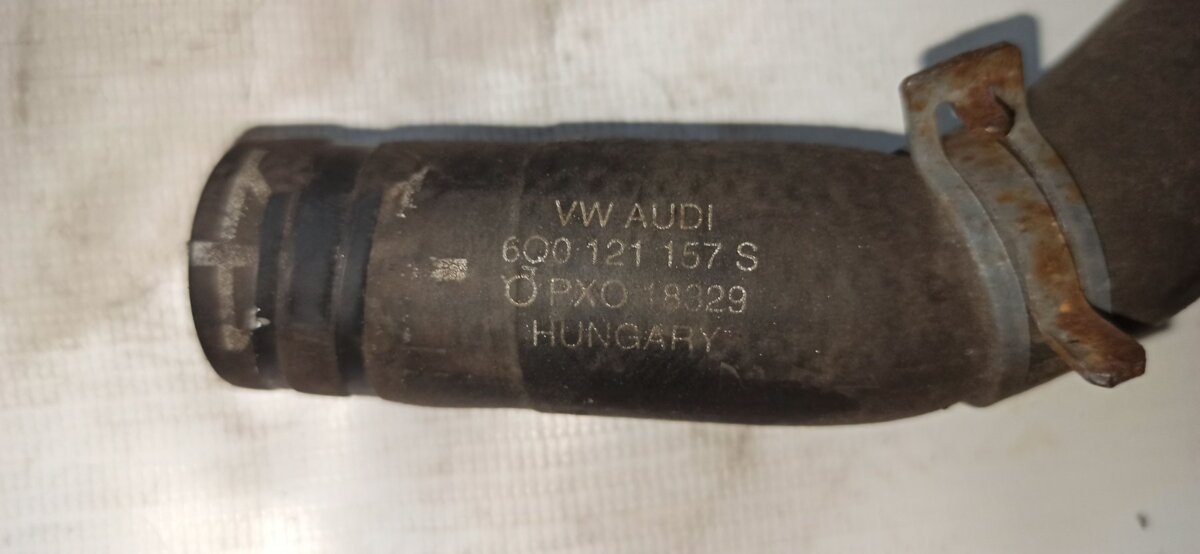 VW AUDI
6Q0 121 157 S
PXO 18329
HUNGARY